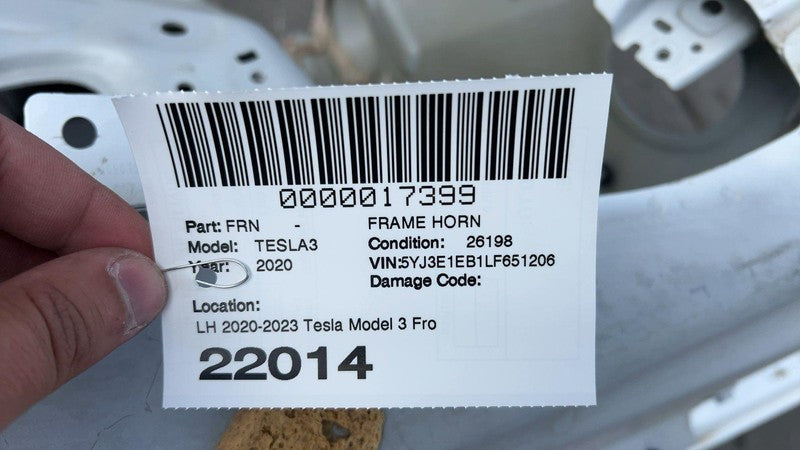 0000017399
Part: FRN - FRAME HORN
Model: TESLA3 Condition: 26198
Year: 2020 VIN:5YJ3E1EB1LF651206
Damage Code:
Location:
LH 2020-2023 Tesla Model 3 Fro
22014